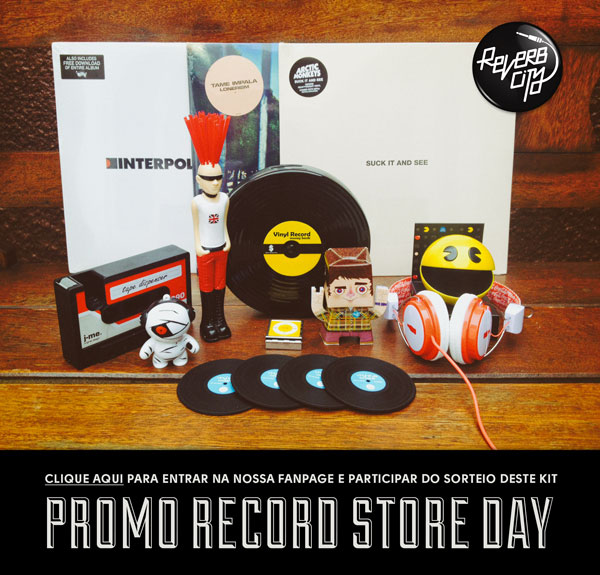 ALSO INCLUDES
FREE DOWNLOAD
OF ENTIRE ALBUM
TAME IMPALA
LONERISM
ARCTIC
MONKEYS
SUCK IT AND SEE
REVERB
CITY
INTERPOL
SUCK IT AND SEE
Vinyl Record
tape dispenser
j-me.
CLIQUE AQUI PARA ENTRAR NA NOSSA FANPAGE E PARTICIPAR DO SORTEIO DESTE KIT
PROMO RECORD STORE DAY